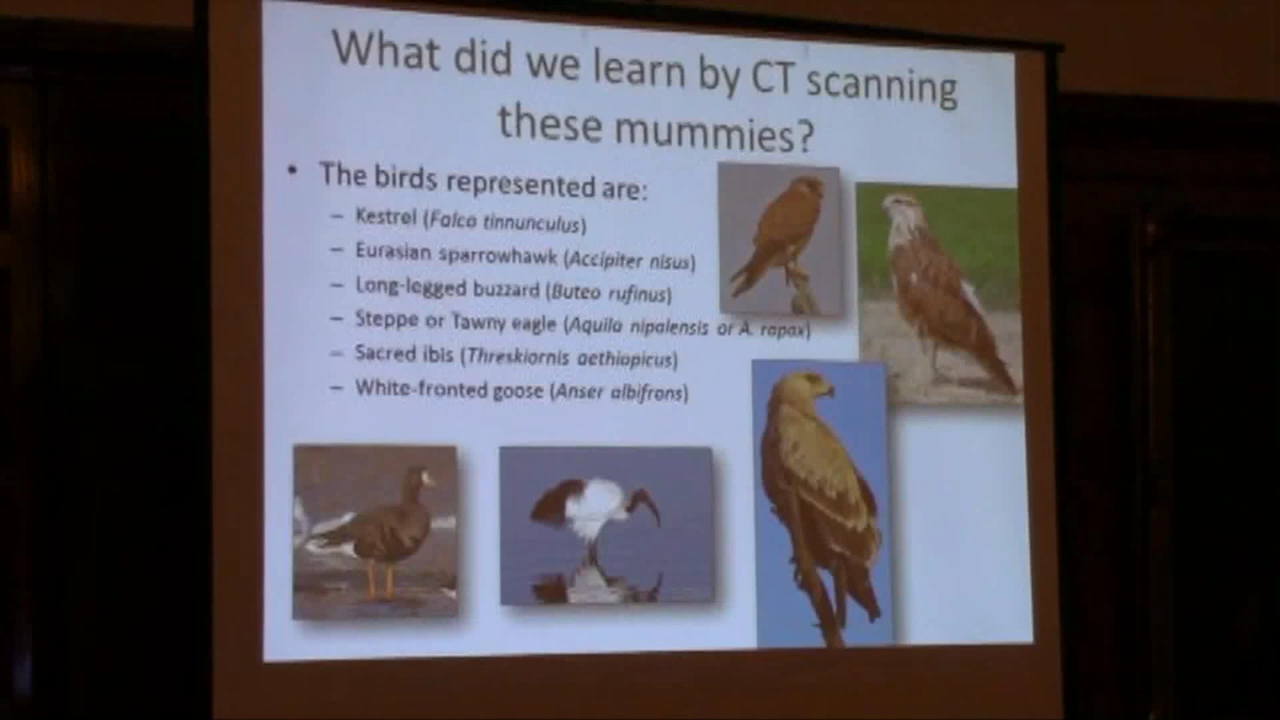 What did we learn by CT scanning
these mummies?
• The birds represented are:
– Kestrel (Falco tinnunculus)
– Eurasian sparrowhawk (Accipiter nisus)
– Long-legged buzzard (Buteo rufinus)
– Steppe or Tawny eagle (Aquila nipalensis or A. rapax)
– Sacred ibis (Threskiornis aethiopicus)
– White-fronted goose (Anser albifrons)